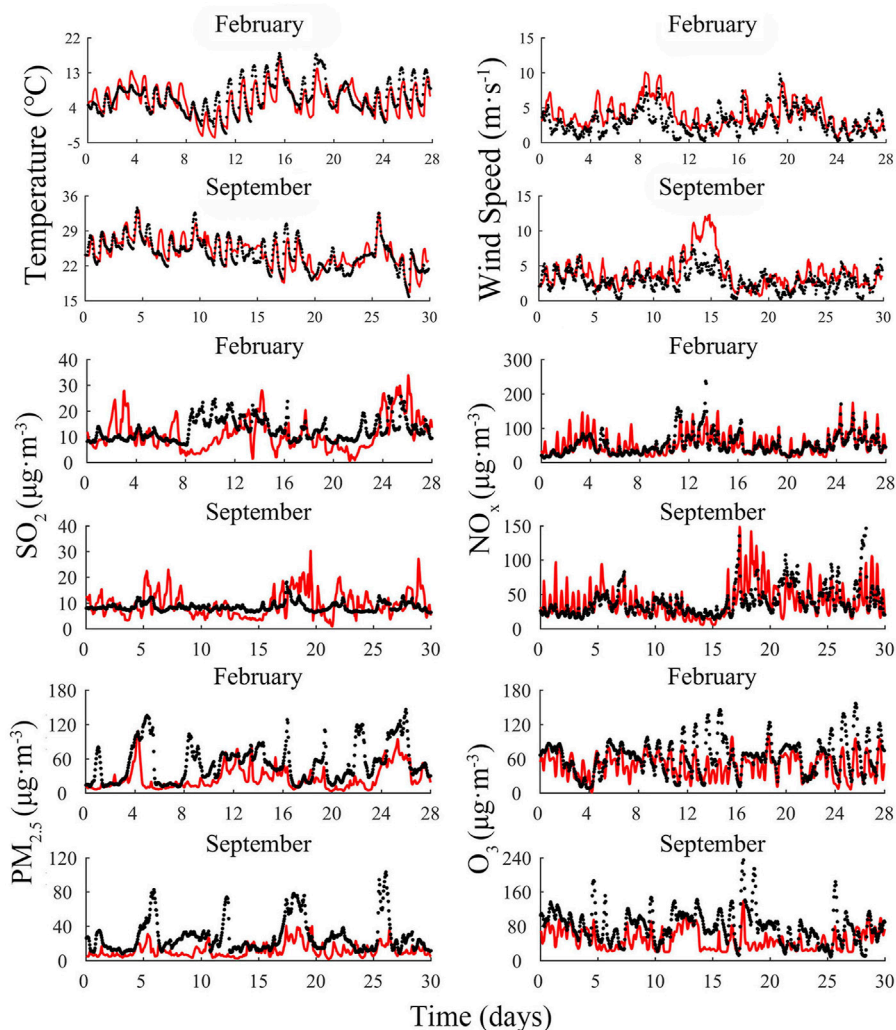 February
February
Temperature (°C)
22
13
4
-5
0 4 8 12 16 20 24 28
Wind Speed (m·s⁻¹)
15
10
5
0
0 4 8 12 16 20 24 28
September
September
36
29
22
15
0 5 10 15 20 25 30
15
10
5
0
0 5 10 15 20 25 30
February
February
SO₂ (µg·m⁻³)
40
30
20
10
0
0 4 8 12 16 20 24 28
NOₓ (µg·m⁻³)
300
200
100
0
0 4 8 12 16 20 24 28
September
September
40
30
20
10
0
0 5 10 15 20 25 30
150
100
50
0
0 5 10 15 20 25 30
February
February
PM₂.₅ (µg·m⁻³)
180
120
60
0
0 4 8 12 16 20 24 28
O₃ (µg·m⁻³)
180
120
60
0
0 4 8 12 16 20 24 28
September
September
120
80
40
0
0 5 10 15 20 25 30
240
160
80
0
0 5 10 15 20 25 30
Time (days)